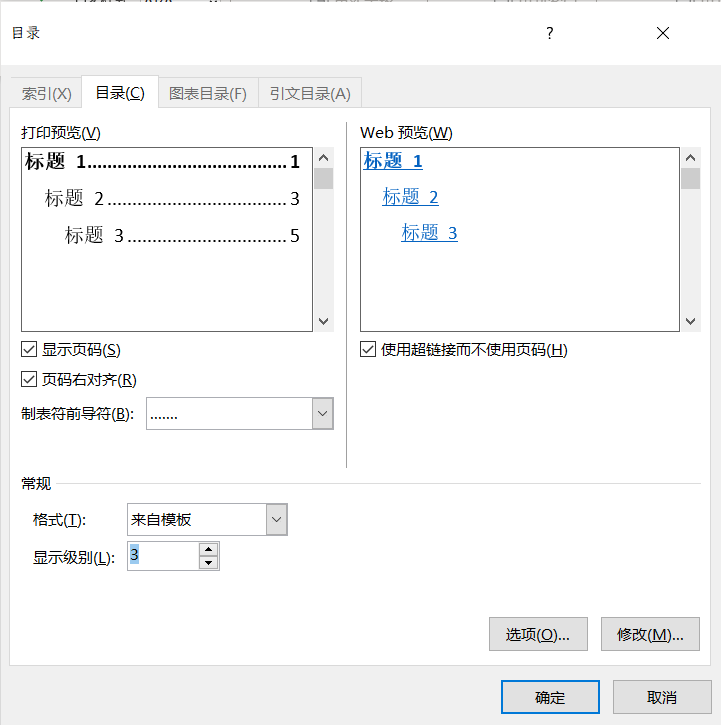 目录
?
索引(X) 目录(C) 图表目录(F) 引文目录(A)
打印预览(V)
标题 1........................................1
标题 2....................................3
标题 3................................5
Web 预览(W)
标题 1
标题 2
标题 3
显示页码(S)
页码右对齐(R)
制表符前导符(B): .......
使用超链接而不使用页码(H)
常规
格式(T): 来自模板
显示级别(L): 3
选项(O)... 修改(M)...
确定 取消